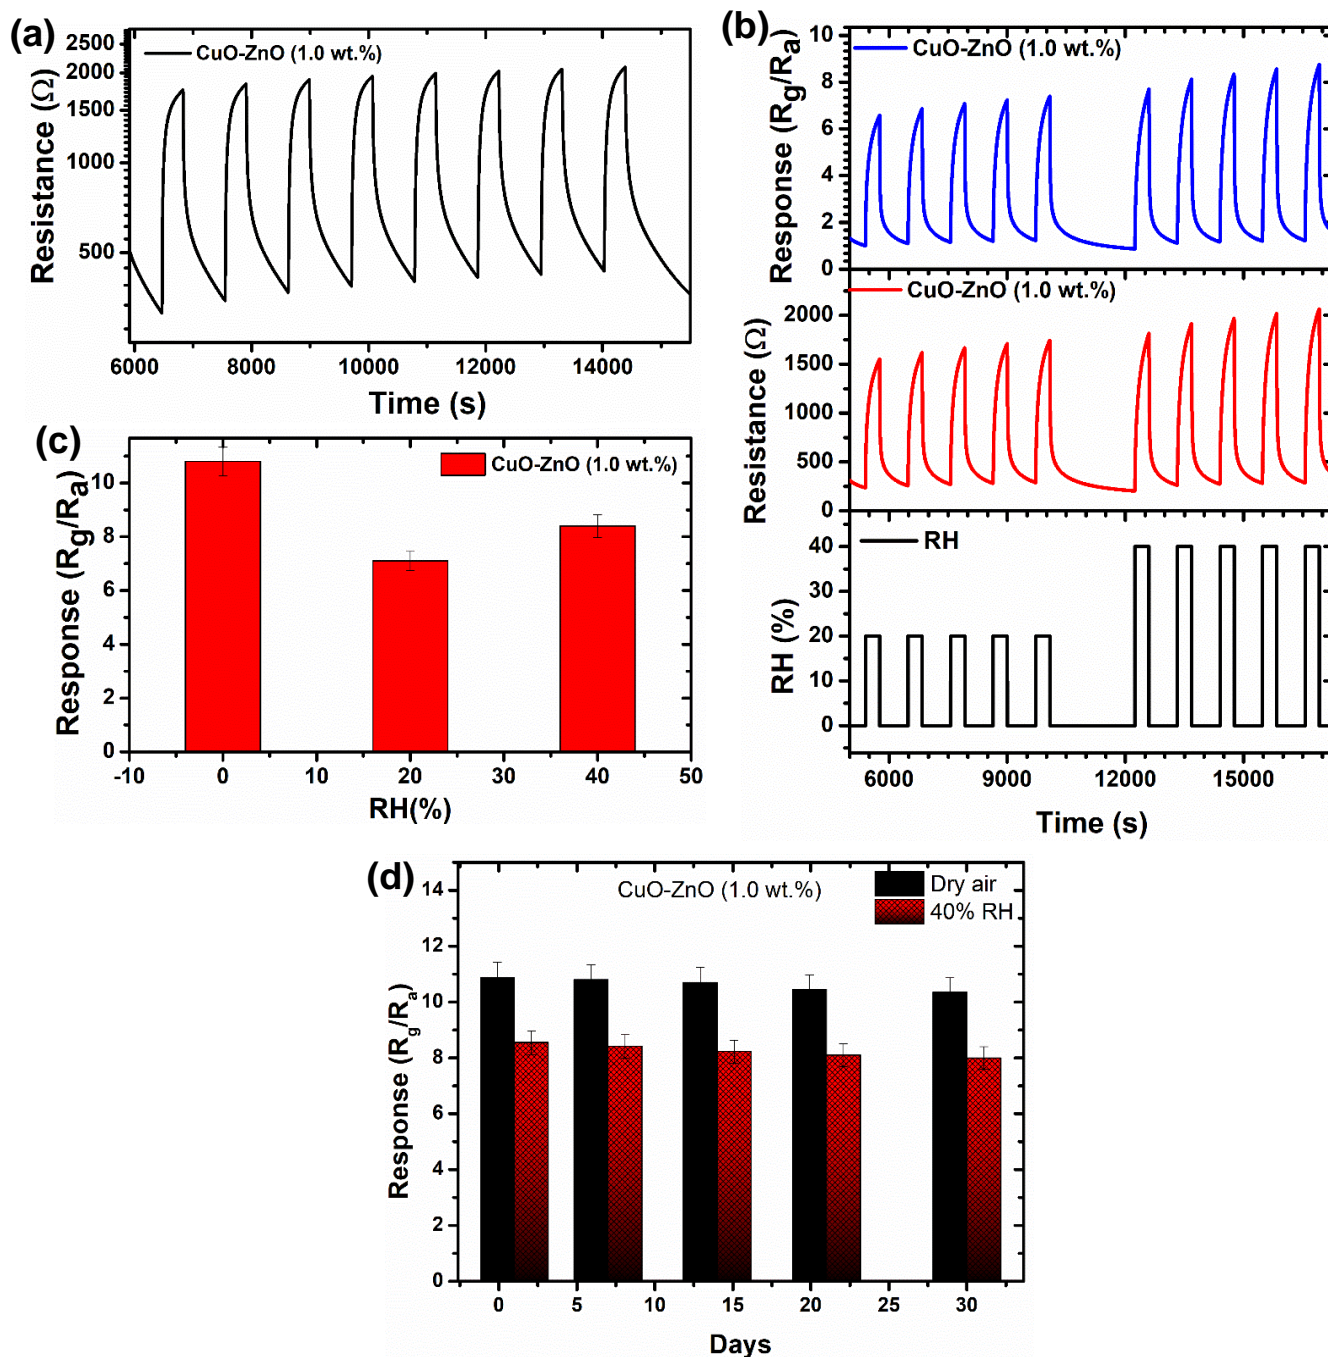 (a)
CuO-ZnO (1.0 wt.%)
2500
2000
1500
1000
500
Resistance (Ω)
6000 8000 10000 12000 14000
Time (s)
(b)
CuO-ZnO (1.0 wt.%)
10
8
6
4
2
0
Response (Rg/Ra)
CuO-ZnO (1.0 wt.%)
2000
1500
1000
500
0
Resistance (Ω)
RH
40
20
0
RH (%)
6000 9000 12000 15000
Time (s)
(c)
CuO-ZnO (1.0 wt.%)
10
8
6
4
2
0
Response (Rg/Ra)
-10 0 10 20 30 40 50
RH(%)
(d)
CuO-ZnO (1.0 wt.%)
Dry air
40% RH
14
12
10
8
6
4
2
0
Response (Rg/Ra)
0 5 10 15 20 25 30
Days